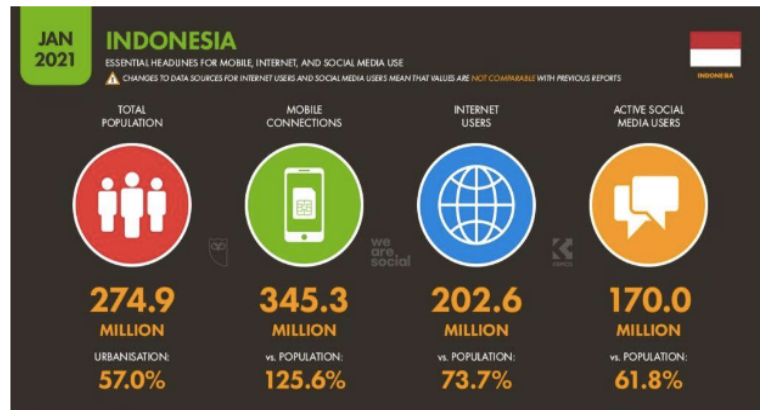 JAN
2021
INDONESIA
ESSENTIAL HEADLINES FOR MOBILE, INTERNET, AND SOCIAL MEDIA USE
CHANGES TO DATA SOURCES FOR INTERNET USERS AND SOCIAL MEDIA USERS MEAN THAT VALUES ARE NOT COMPARABLE WITH PREVIOUS REPORTS
INDONESIA
TOTAL
POPULATION
MOBILE
CONNECTIONS
INTERNET
USERS
ACTIVE SOCIAL
MEDIA USERS
we
are
social
KEPIOS
274.9
MILLION
345.3
MILLION
202.6
MILLION
170.0
MILLION
URBANISATION:
57.0%
vs. POPULATION:
125.6%
vs. POPULATION:
73.7%
vs. POPULATION:
61.8%